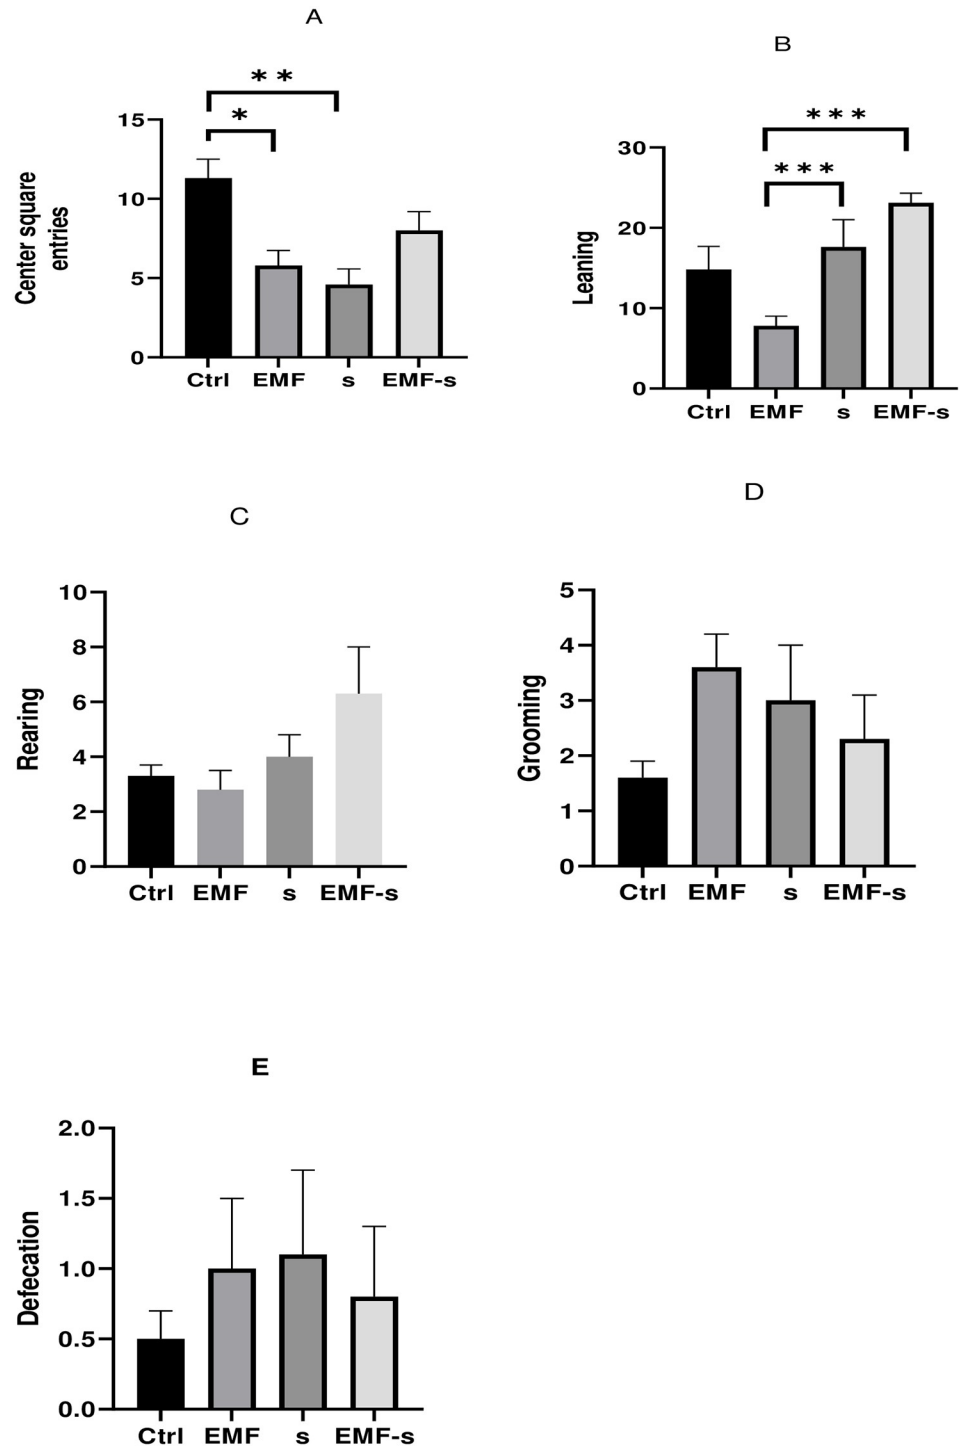 A
* *
*
15
10
5
0
Center square
entries
Ctrl EMF s EMF-s
B
* * *
* * *
30
20
10
0
Leaning
Ctrl EMF s EMF-s
C
10
8
6
4
2
0
Rearing
Ctrl EMF s EMF-s
D
5
4
3
2
1
0
Grooming
Ctrl EMF s EMF-s
E
2.0
1.5
1.0
0.5
0.0
Defecation
Ctrl EMF s EMF-s